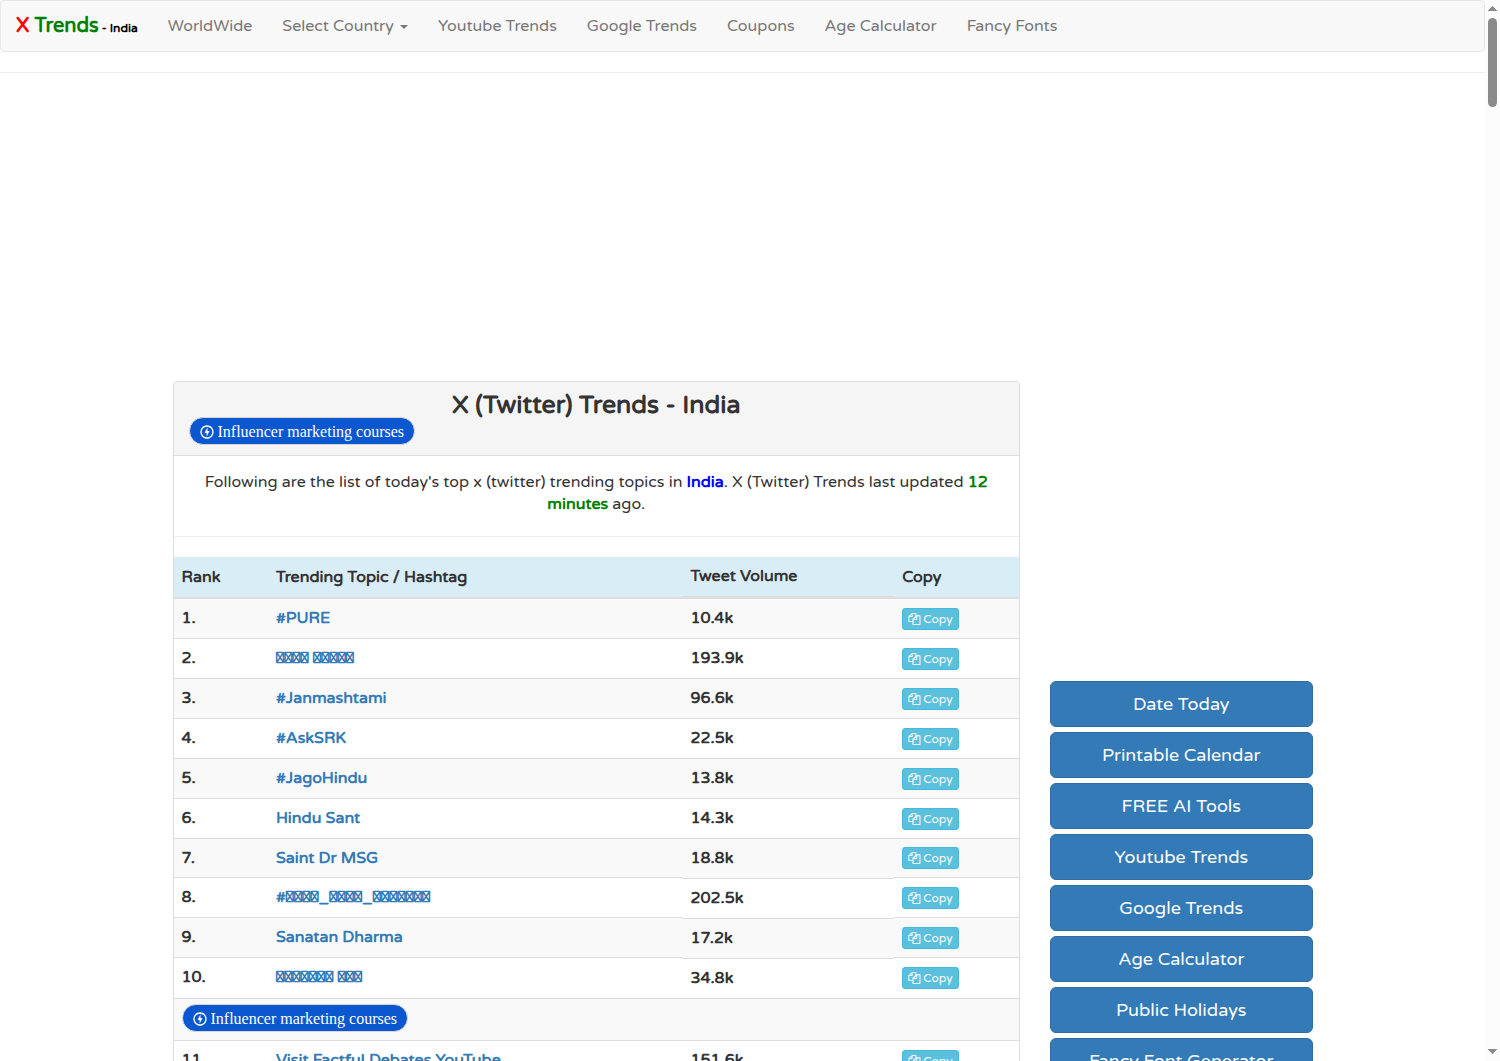 X Trends - India WorldWide Select Country Youtube Trends Google Trends Coupons Age Calculator Fancy Fonts
X (Twitter) Trends - India
Influencer marketing courses
Following are the list of today's top x (twitter) trending topics in India. X (Twitter) Trends last updated 12
minutes ago.
Rank Trending Topic / Hashtag Tweet Volume Copy
1. #PURE 10.4k Copy
2. 193.9k Copy
3. #Janmashtami 96.6k Copy
4. #AskSRK 22.5k Copy
5. #JagoHindu 13.8k Copy
6. Hindu Sant 14.3k Copy
7. Saint Dr MSG 18.8k Copy
8. 202.5k Copy
9. Sanatan Dharma 17.2k Copy
10. 34.8k Copy
Influencer marketing courses
11. Visit Factful Debates YouTube 151.6k Copy
Date Today
Printable Calendar
FREE AI Tools
Youtube Trends
Google Trends
Age Calculator
Public Holidays
Fancy Font Generator